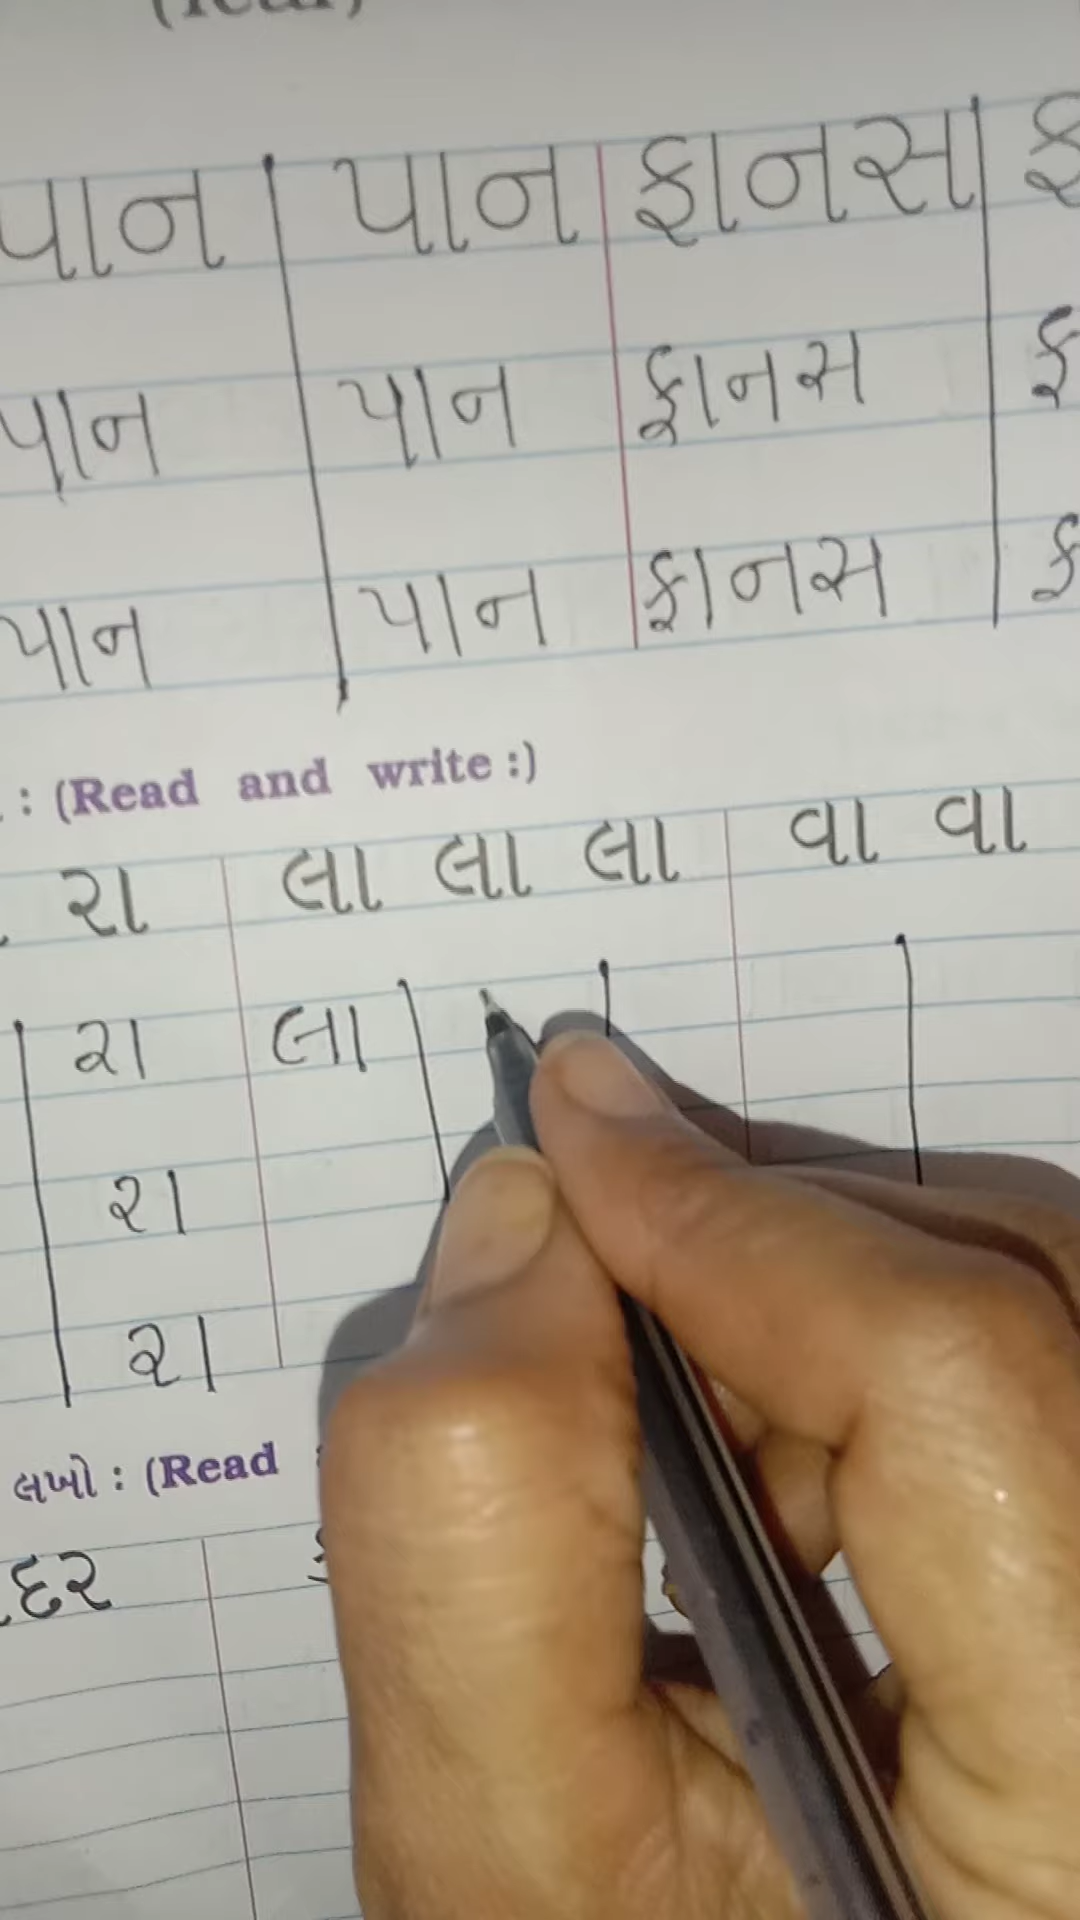 પાન પાન ફાનસ
પાન પાન ફાનસ
પાન પાન ફાનસ
: (Read and write :)
રા લા લા લા વા વા
રા લા
રા
રા
લખો : (Read
દર